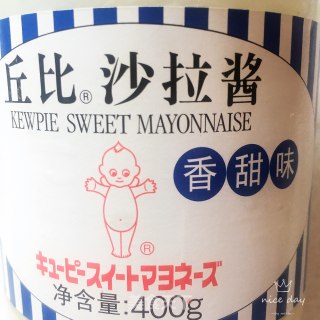 丘比® 沙拉酱
KEWPIE SWEET MAYONNAISE
香甜味
®
キユーピースイートマヨネーズ
净含量:400g
nice day